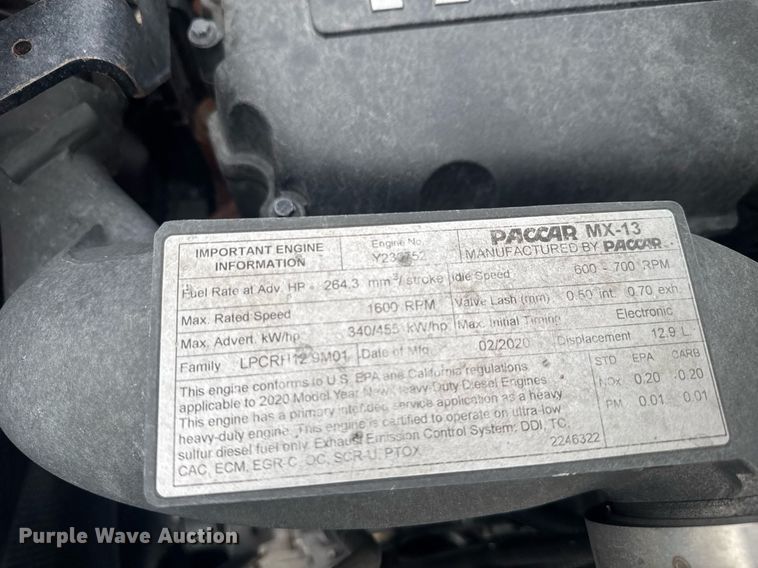 IMPORTANT ENGINE
INFORMATION
Engine No.
PACCAR MX-13
MANUFACTURED BY PACCAR
Fuel Rate at Adv. HP 264.3 mm³/ stroke
Idle Speed 600 - 700 RPM
Max. Rated Speed 1600 RPM
Valve Lash (mm) 0.50 int. 0.70 exh.
Max. Advert. kW/hp 340/455 kW/hp
Max. Initial Timing Electronic
Family
Date of Mfg. 02/2020
Displacement 12.9 L
This engine conforms to U.S. EPA and California regulations
applicable to 2020 Model Year New Heavy-Duty Diesel Engines.
This engine has a primary intended service application as a heavy
heavy-duty engine. This engine is certified to operate on ultra-low
sulfur diesel fuel only. Exhaust Emission Control System: DDI, TC,
CAC, ECM, EGR-C, OC, SCR-U, PTOX
2246322
STD EPA CARB
NOx 0.20 0.20
PM 0.01 0.01
Purple Wave Auction